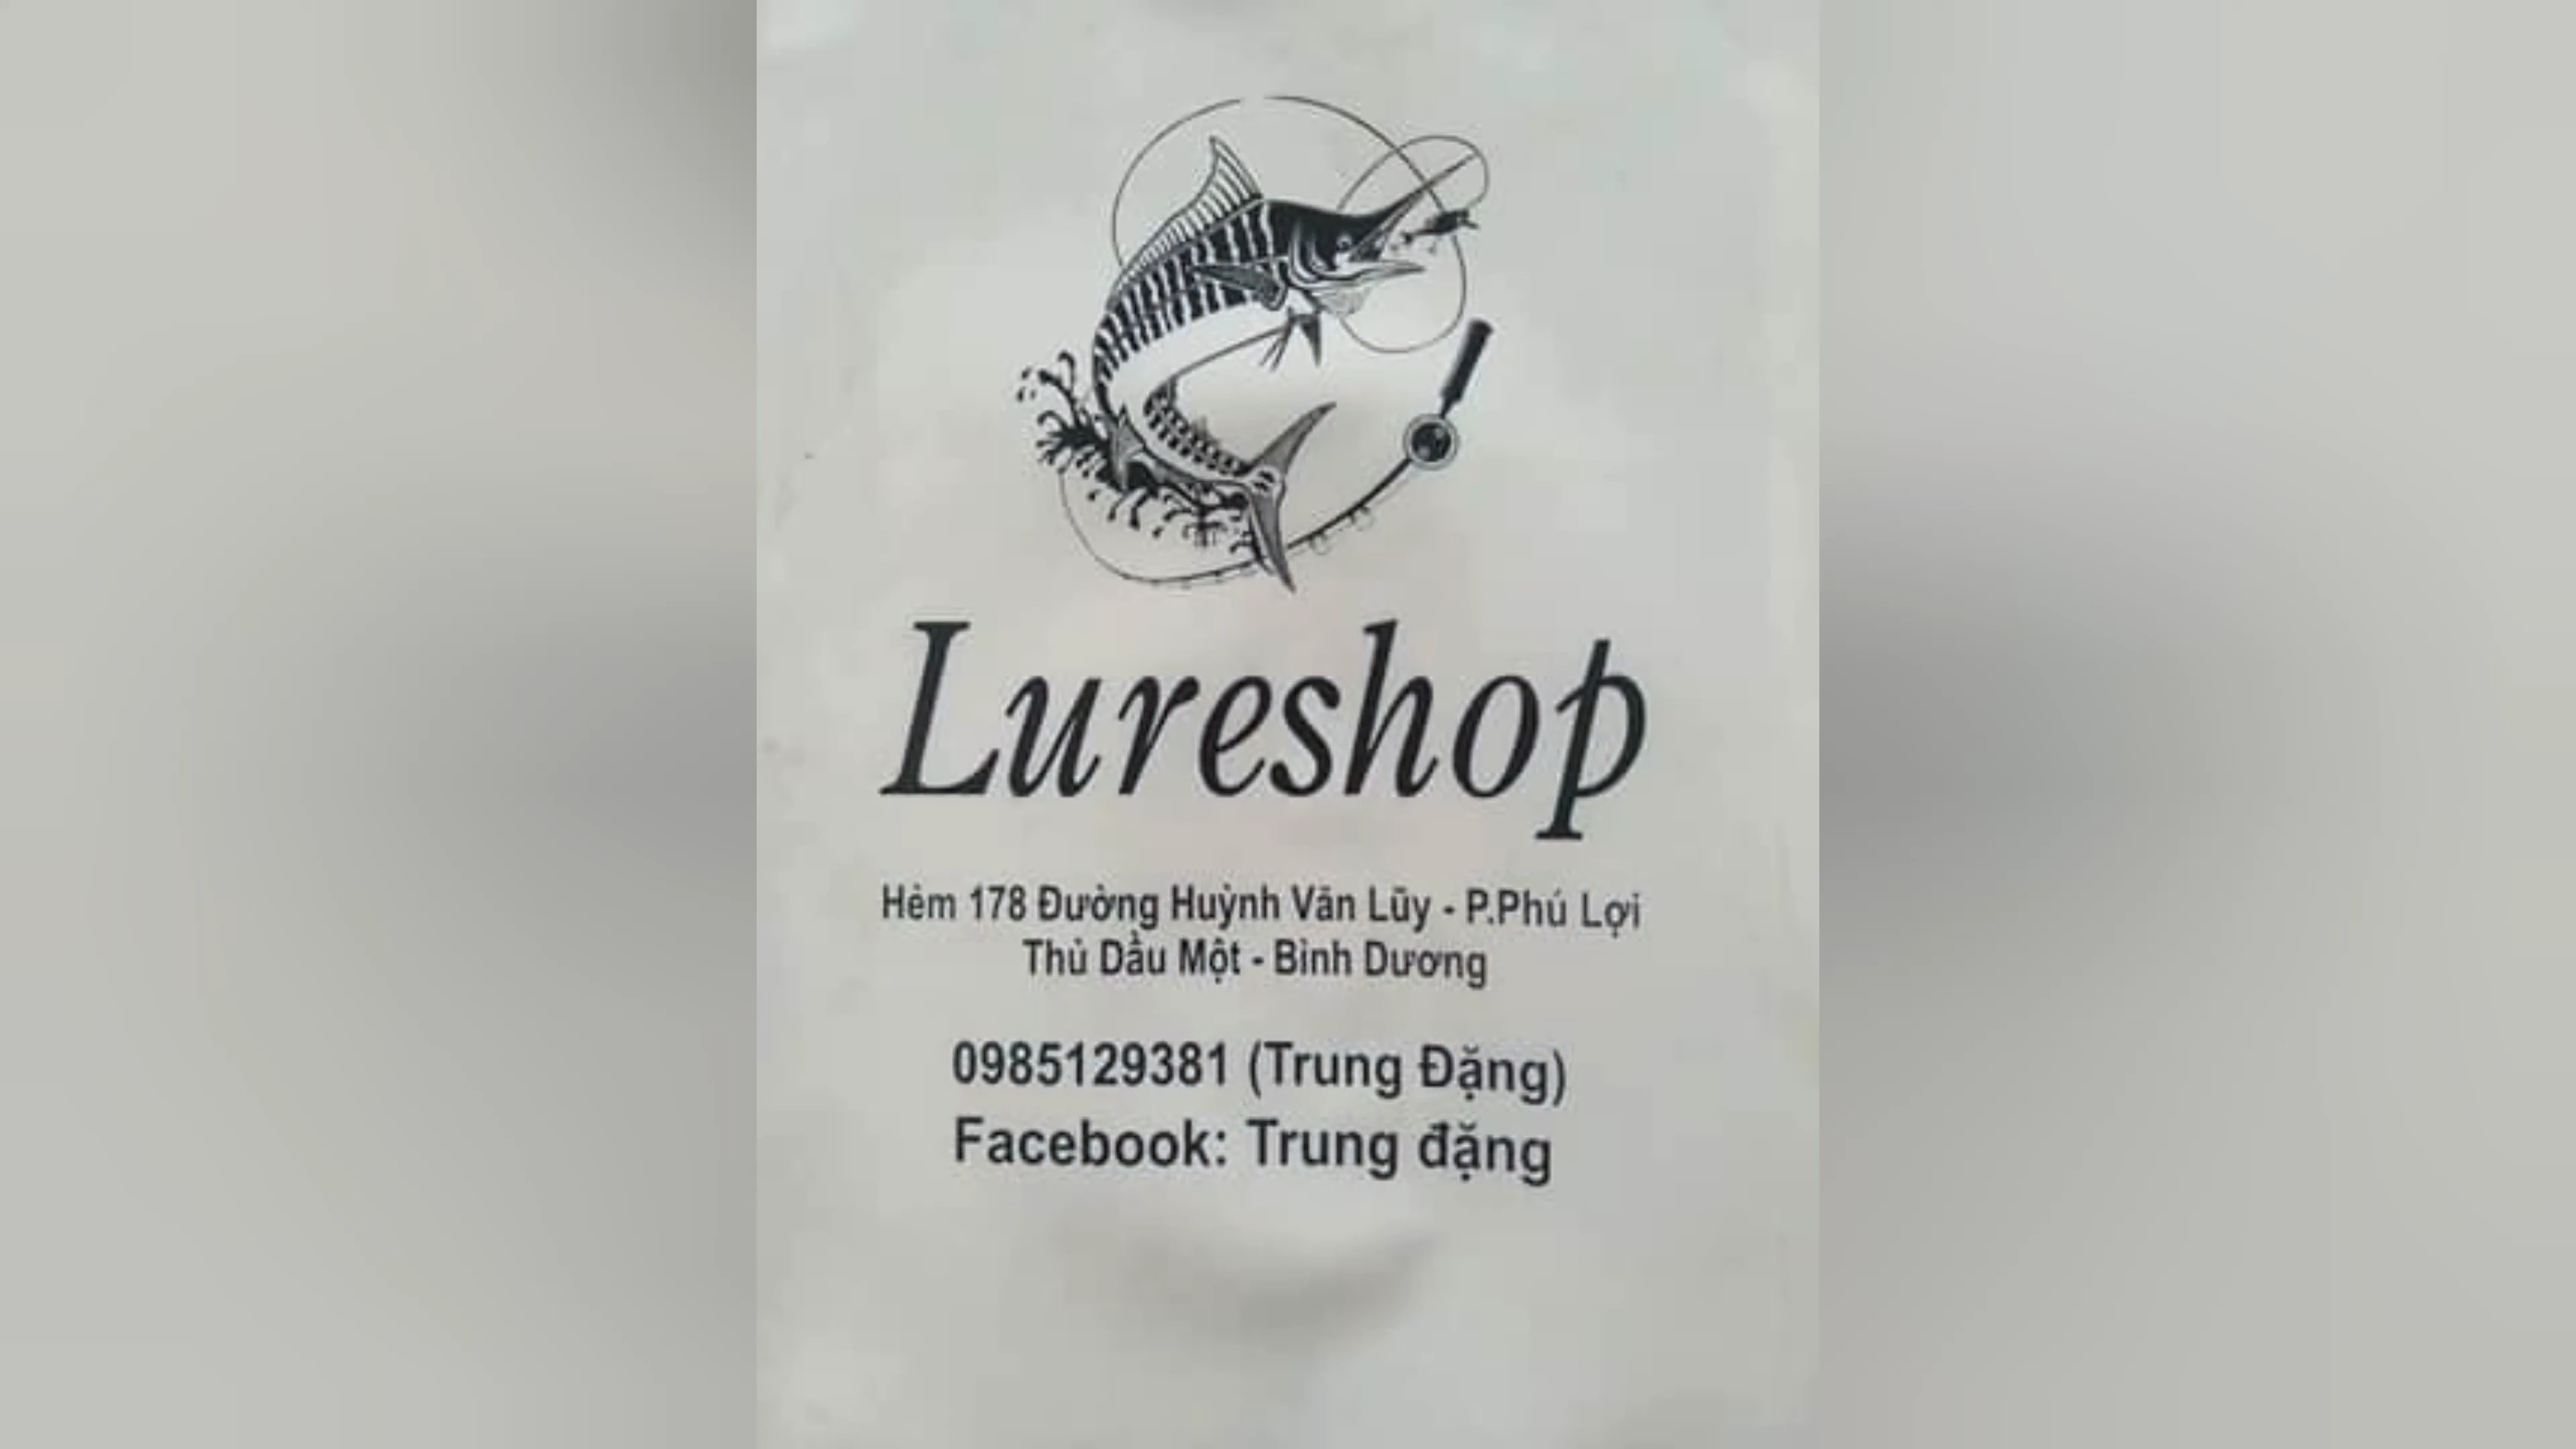 Lureshop
Hẻm 178 Đường Huỳnh Văn Lũy - P.Phú Lợi
Thủ Dầu Một - Bình Dương
0985129381 (Trung Đặng)
Facebook: Trung đặng